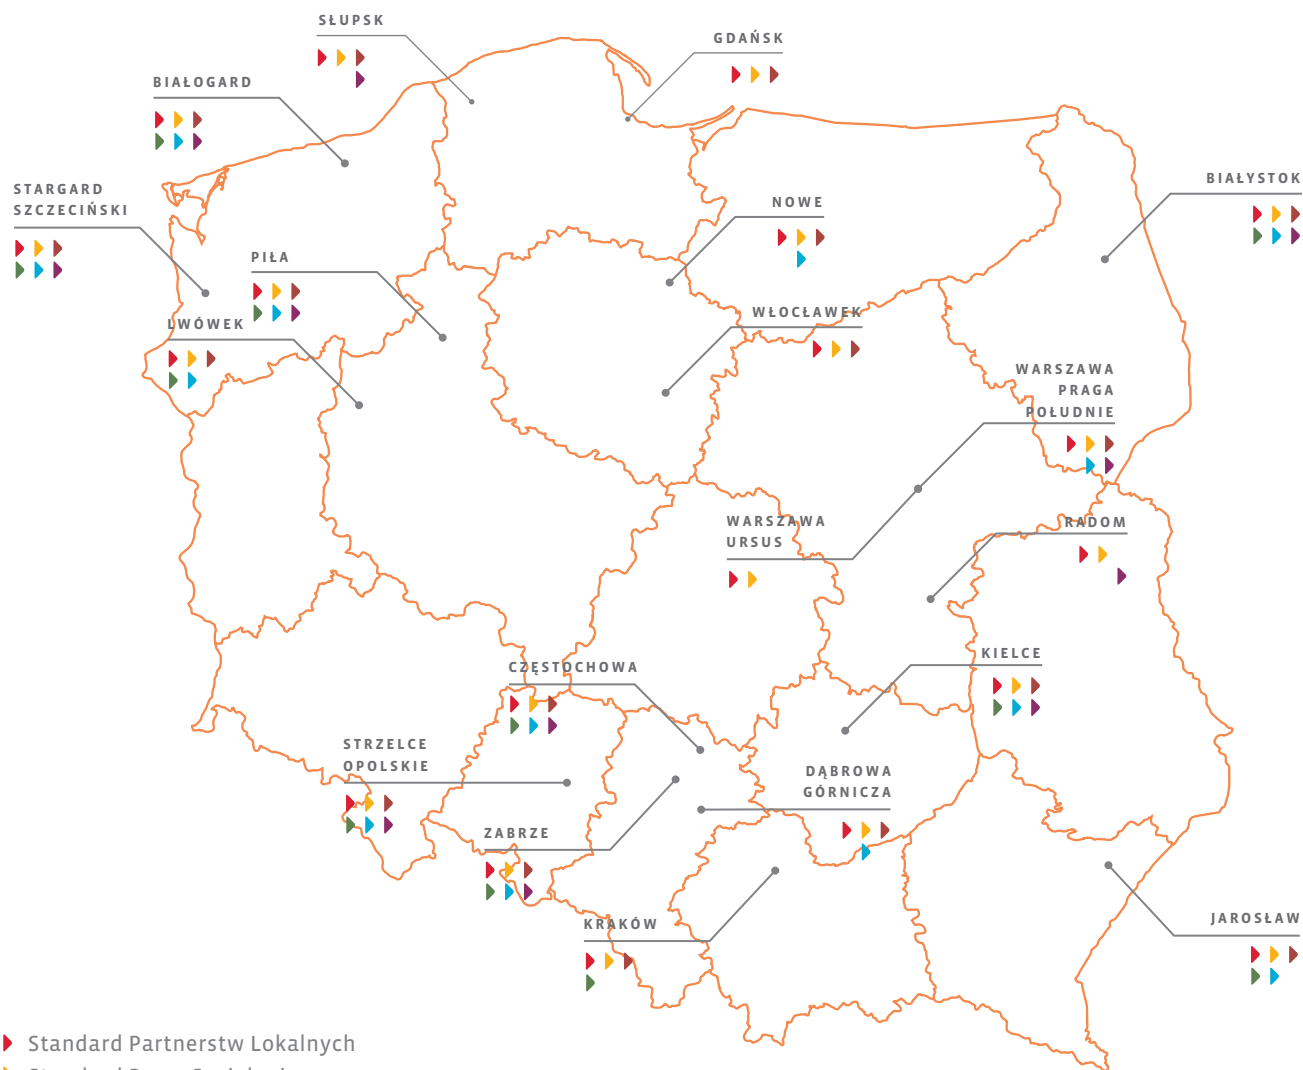 SŁUPSK
GDAŃSK
BIAŁOGARD
BIAŁYSTOK
STARGARD
SZCZECIŃSKI
NOWE
PIŁA
WŁOCŁAWEK
LWÓWEK
WARSZAWA
PRAGA
POŁUDNIE
WARSZAWA
URSUS
RADOM
KIELCE
CZĘSTOCHOWA
STRZELCE
OPOLSKIE
DĄBROWA
GÓRNICZA
ZABRZE
KRAKÓW
JAROSŁAW
Standard Partnerstw Lokalnych